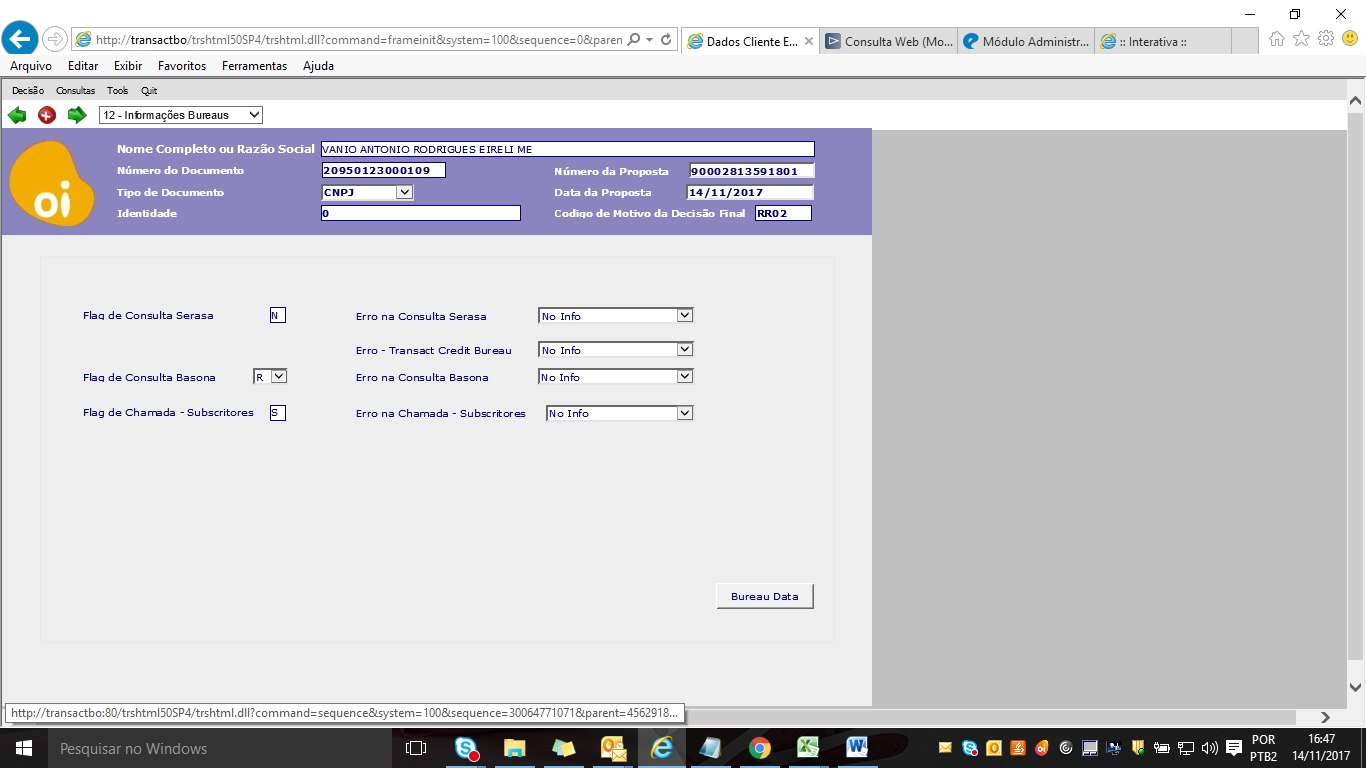 http://transactbo/trshtml50SP4/trshtml.dll?command=frameinit&system=100&sequence=0&paren
Dados Cliente E...
Consulta Web (Mo...
Módulo Administr...
:: Interativa ::
Arquivo Editar Exibir Favoritos Ferramentas Ajuda
Decisão Consultas Tools Quit
12 - Informações Bureaus
oi
Nome Completo ou Razão Social VANIO ANTONIO RODRIGUES EIRELI ME
Número do Documento 20950123000109 Número da Proposta 90002813591801
Tipo de Documento CNPJ Data da Proposta 14/11/2017
Identidade 0 Codigo de Motivo da Decisão Final RR02
Flag de Consulta Serasa N Erro na Consulta Serasa No Info
Erro - Transact Credit Bureau No Info
Flag de Consulta Basona R Erro na Consulta Basona No Info
Flag de Chamada - Subscritores S Erro na Chamada - Subscritores No Info
Bureau Data
http://transactbo:80/trshtml50SP4/trshtml.dll?command=sequence&system=100&sequence=30064771071&parent=4562918...
Pesquisar no Windows
POR 16:47
PTB2 14/11/2017